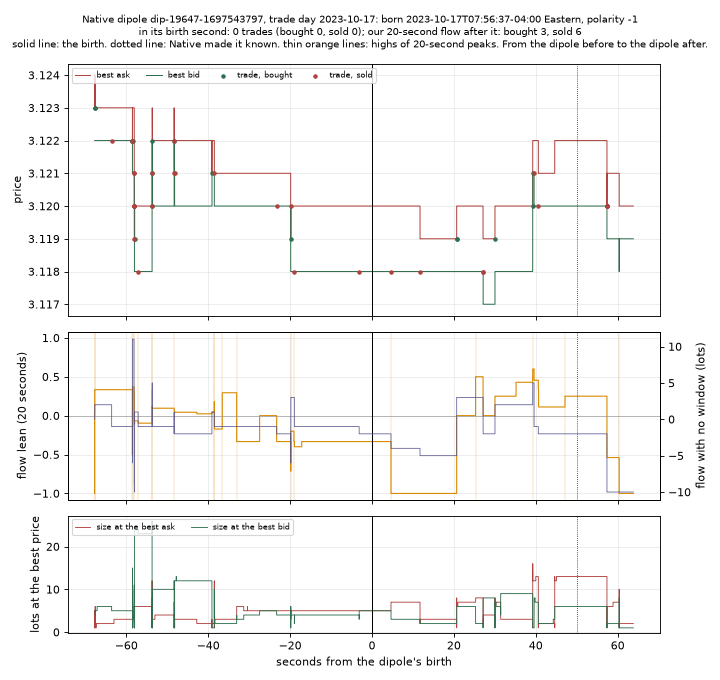 Native dipole dip-19647-1697543797, trade day 2023-10-17: born 2023-10-17T07:56:37-04:00 Eastern, polarity -1
in its birth second: 0 trades (bought 0, sold 0); our 20-second flow after it: bought 3, sold 6
solid line: the birth. dotted line: Native made it known. thin orange lines: highs of 20-second peaks. From the dipole before to the dipole after.
best ask
best bid
trade, bought
trade, sold
3.124
3.123
3.122
3.121
3.120
3.119
3.118
3.117
price
1.0
0.5
0.0
−0.5
−1.0
flow lean (20 seconds)
10
5
0
−5
−10
flow with no window (lots)
size at the best ask
size at the best bid
20
10
0
lots at the best price
−60
−40
−20
0
20
40
60
seconds from the dipole's birth